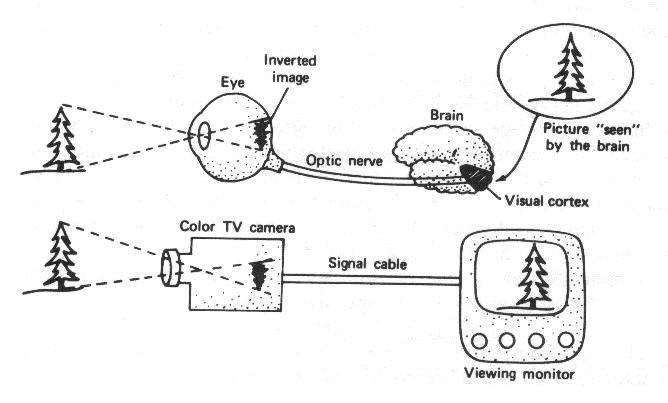 Inverted
image
Eye
Brain
Picture "seen"
by the brain
Optic nerve
Visual cortex
Color TV camera
Signal cable
Viewing monitor